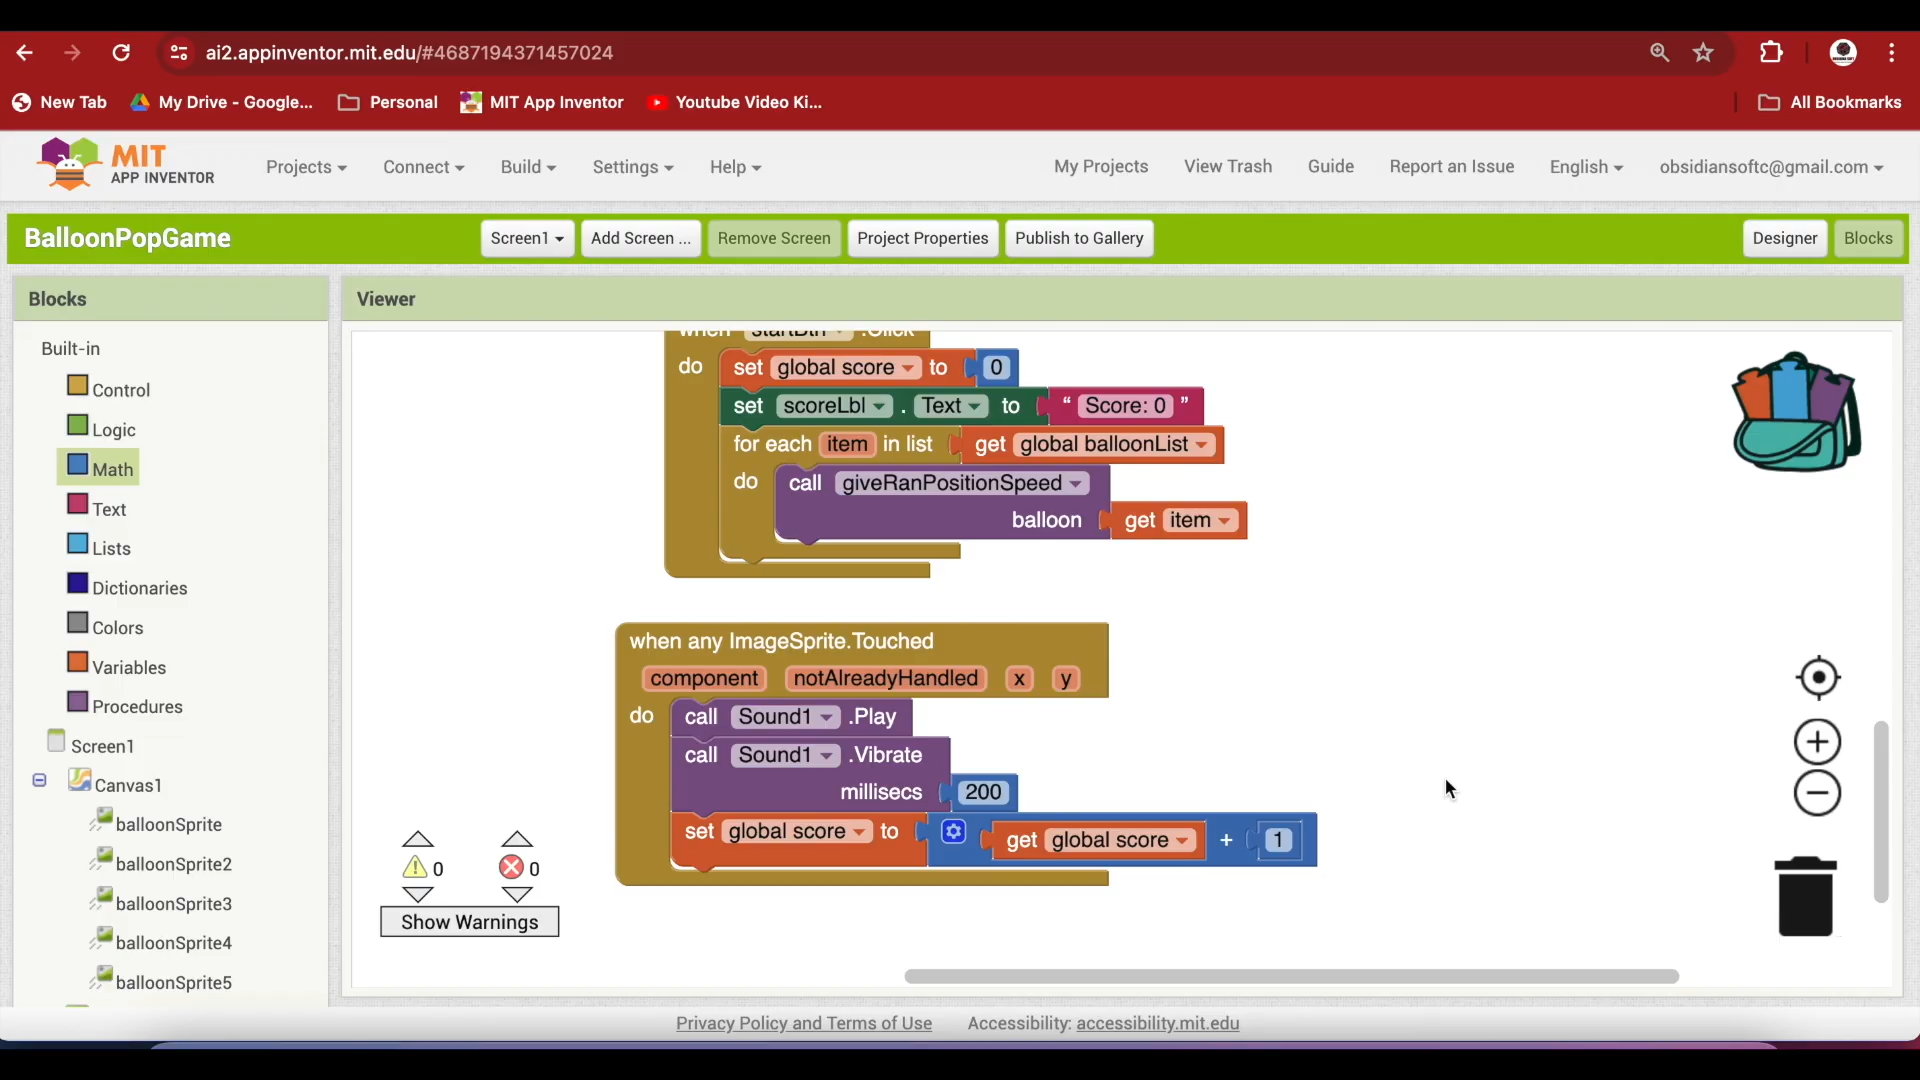 ai2.appinventor.mit.edu/#4687194371457024
New Tab
My Drive - Google...
Personal
MIT App Inventor
Youtube Video Ki...
All Bookmarks
MIT
APP INVENTOR
Projects
Connect
Build
Settings
Help
My Projects
View Trash
Guide
Report an Issue
English
obsidiansoftc@gmail.com
BalloonPopGame
Screen1
Add Screen ...
Remove Screen
Project Properties
Publish to Gallery
Designer
Blocks
Blocks
Viewer
Built-in
Control
Logic
Math
Text
Lists
Dictionaries
Colors
Variables
Procedures
Screen1
Canvas1
balloonSprite
balloonSprite2
balloonSprite3
balloonSprite4
balloonSprite5
when startBtn .Click
do set global score to 0
set scoreLbl . Text to “ Score: 0 ”
for each item in list get global balloonList
do call giveRanPositionSpeed
balloon get item
when any ImageSprite.Touched
component notAlreadyHandled x y
do call Sound1 .Play
call Sound1 .Vibrate
millisecs 200
set global score to get global score + 1
0 0
Show Warnings
Privacy Policy and Terms of Use
Accessibility: accessibility.mit.edu